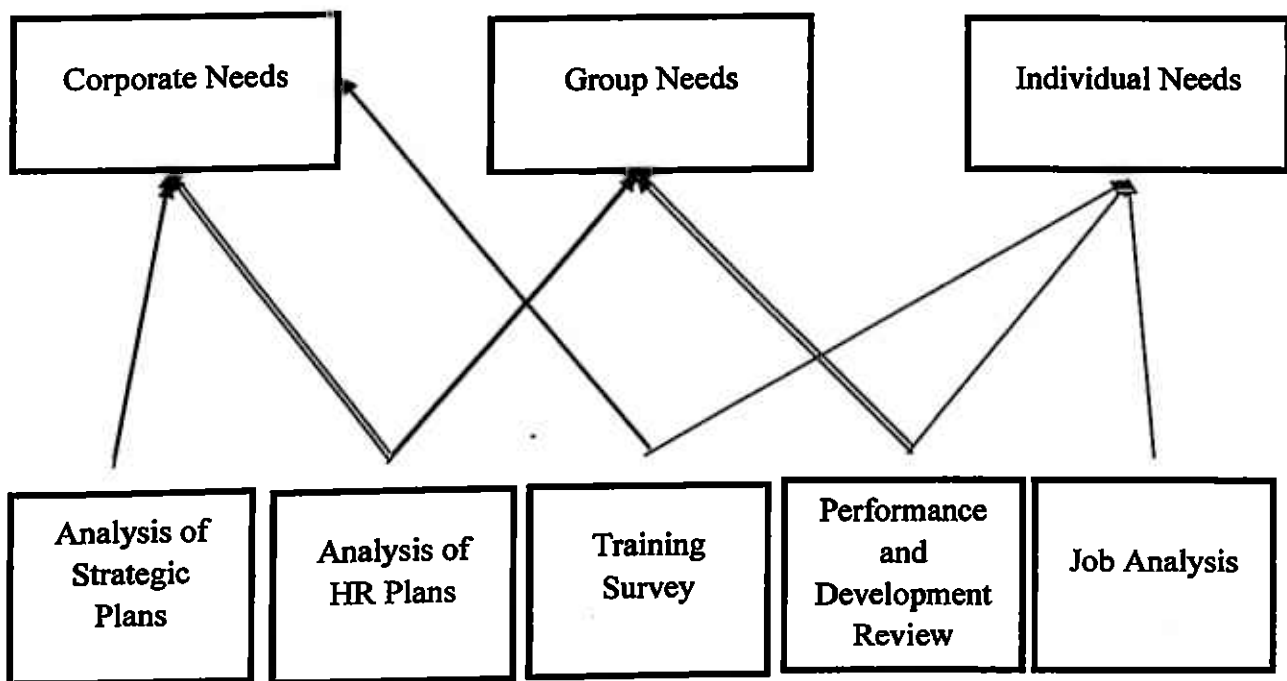 Corporate Needs
Group Needs
Individual Needs
Analysis of
Strategic
Plans
Analysis of
HR Plans
Training
Survey
Performance
and
Development
Review
Job Analysis